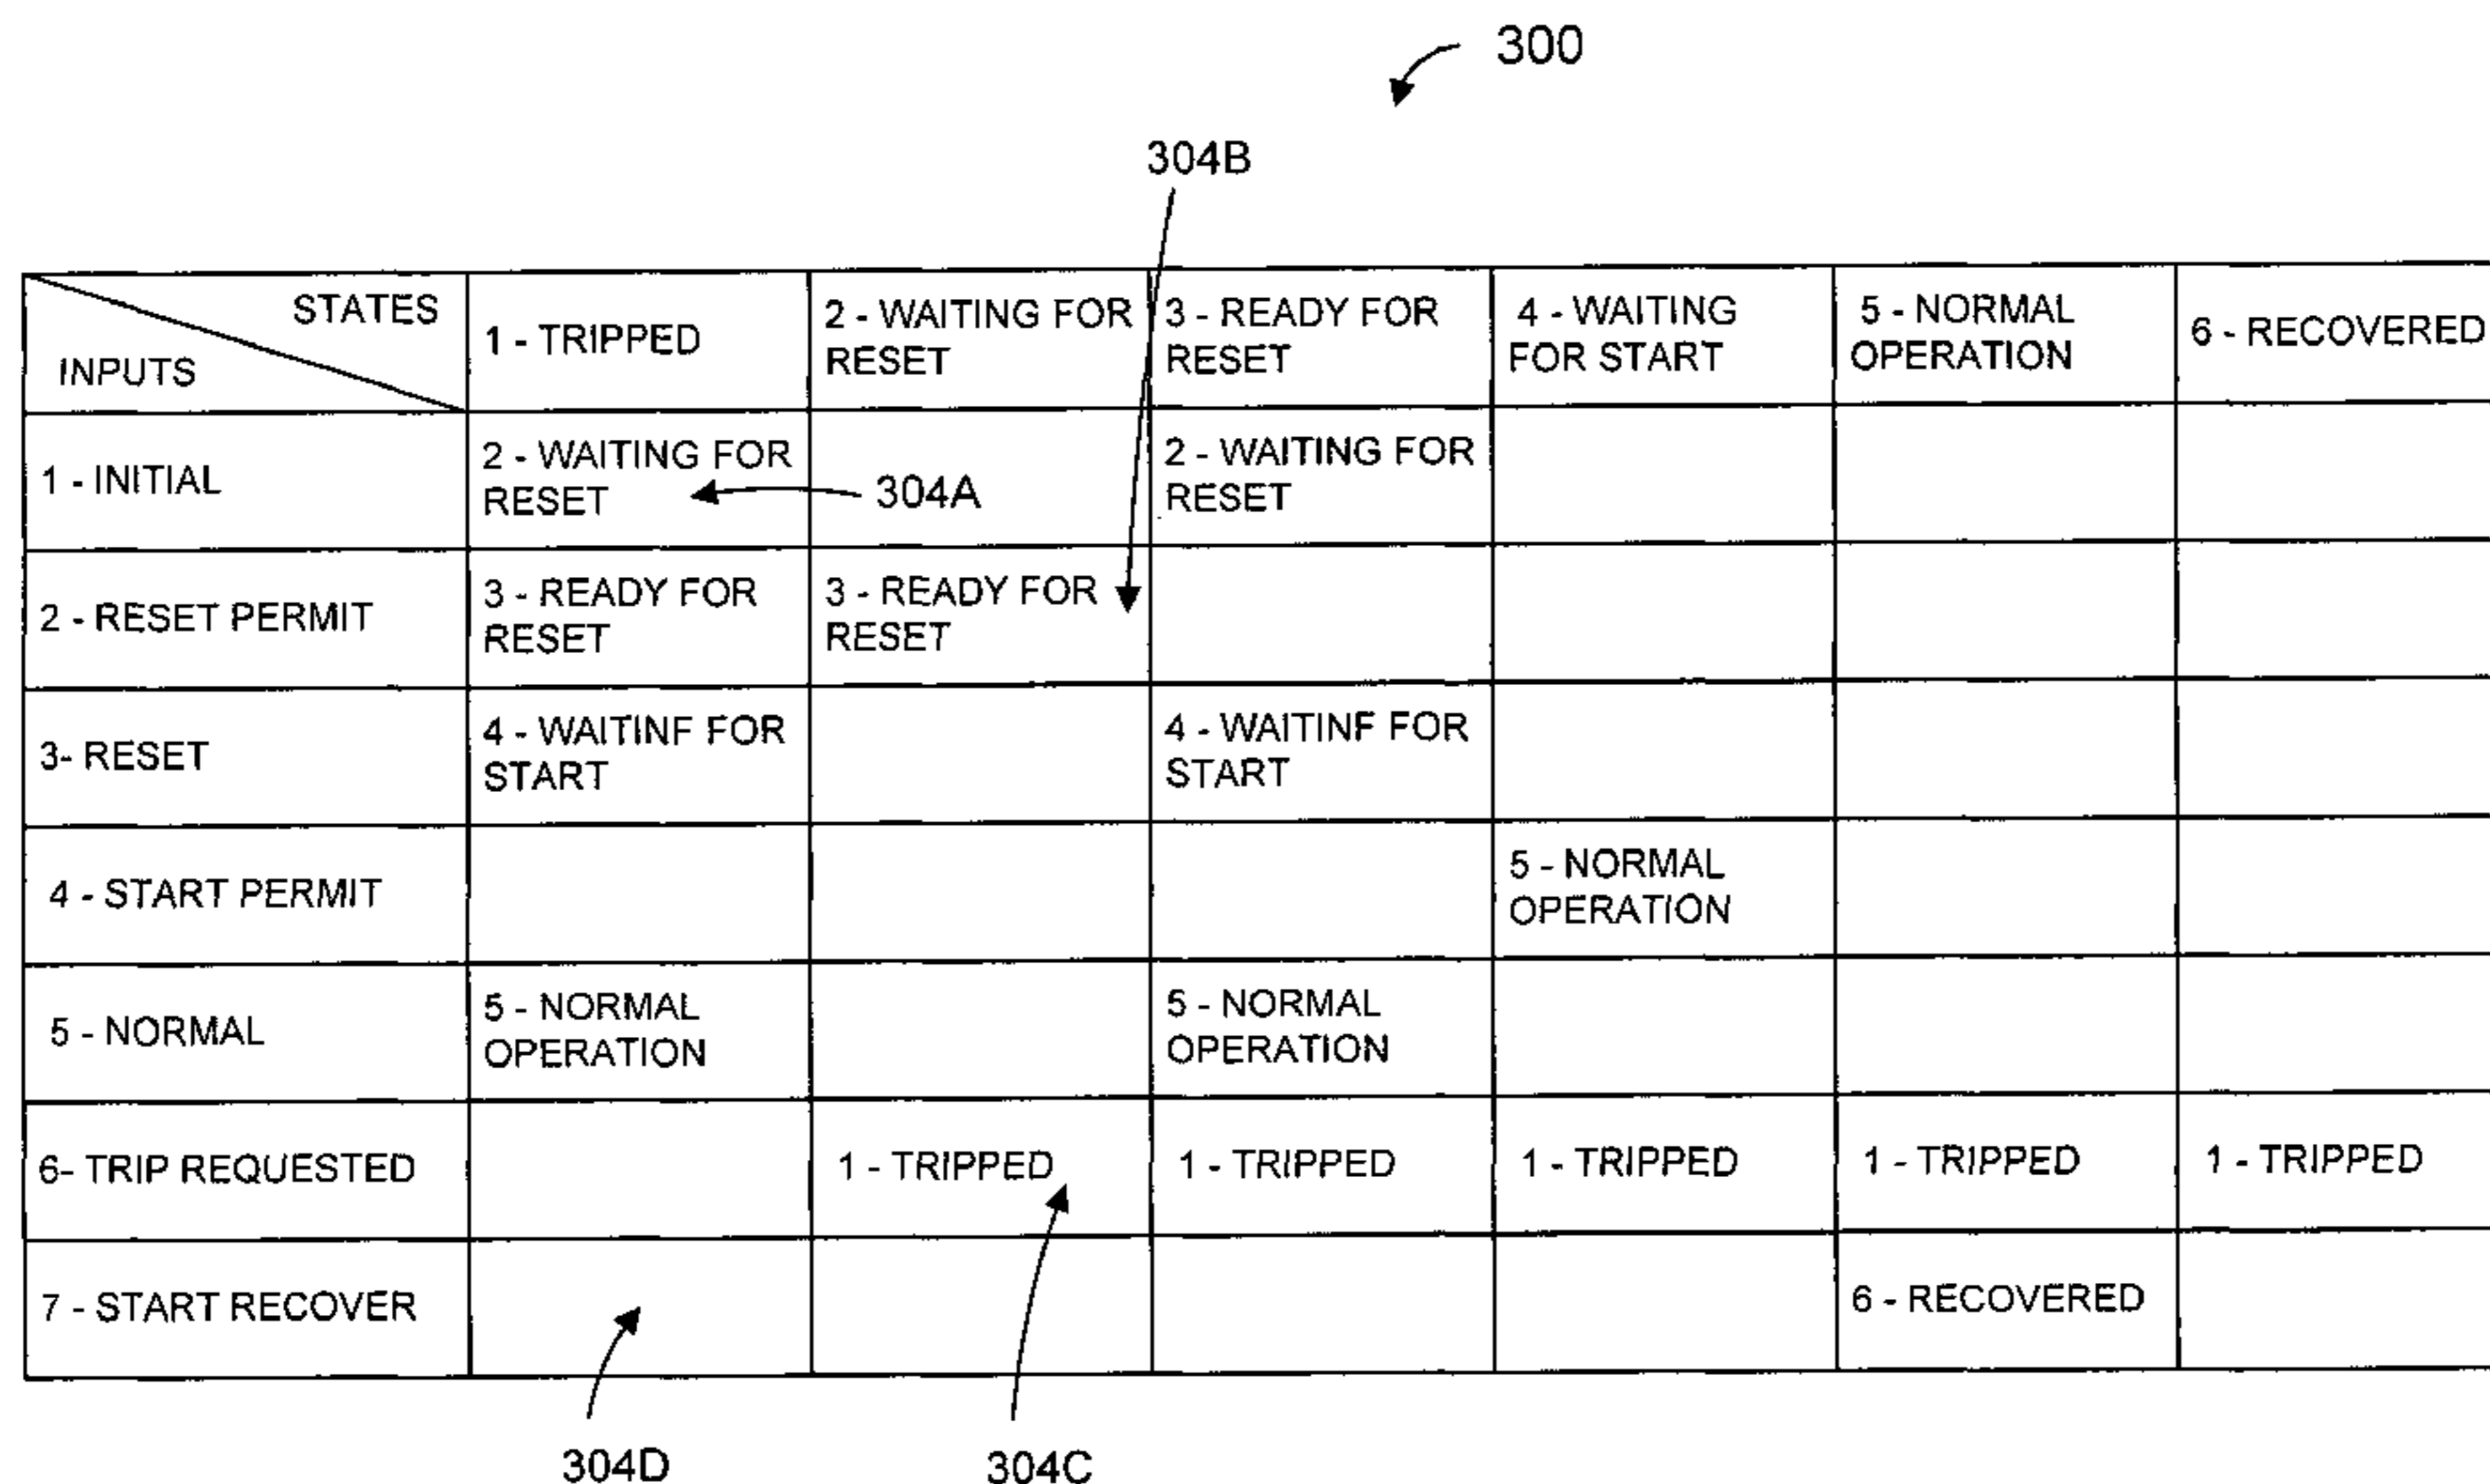 300
304B
STATES
INPUTS
1 - TRIPPED
2 - WAITING FOR
RESET
3 - READY FOR
RESET
4 - WAITING
FOR START
5 - NORMAL
OPERATION
6 - RECOVERED
1 - INITIAL
2 - WAITING FOR
RESET
304A
2 - WAITING FOR
RESET
2 - RESET PERMIT
3 - READY FOR
RESET
3 - READY FOR
RESET
3- RESET
4 - WAITINF FOR
START
4 - WAITINF FOR
START
4 - START PERMIT
5 - NORMAL
OPERATION
5 - NORMAL
5 - NORMAL
OPERATION
5 - NORMAL
OPERATION
6- TRIP REQUESTED
1 - TRIPPED
1 - TRIPPED
1 - TRIPPED
1 - TRIPPED
1 - TRIPPED
7 - START RECOVER
6 - RECOVERED
304D
304C